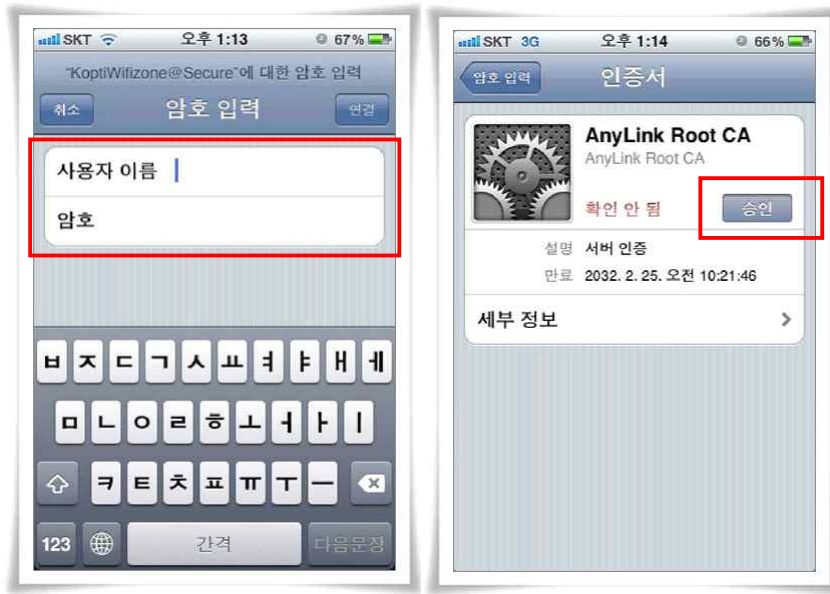 SKT 오후 1:13 67%
"KoptiWifizone@Secure"에 대한 암호 입력
취소 암호 입력 연결
사용자 이름
암호
ㅂ ㅈ ㄷ ㄱ ㅅ ㅛ ㅕ ㅑ ㅐ ㅔ
ㅁ ㄴ ㅇ ㄹ ㅎ ㅗ ㅓ ㅏ ㅣ
ㅋ ㅌ ㅊ ㅍ ㅠ ㅜ ㅡ
123 간격 다음문장
SKT 3G 오후 1:14 66%
암호 입력 인증서
AnyLink Root CA
AnyLink Root CA
확인 안 됨 승인
설명 서버 인증
만료 2032. 2. 25. 오전 10:21:46
세부 정보